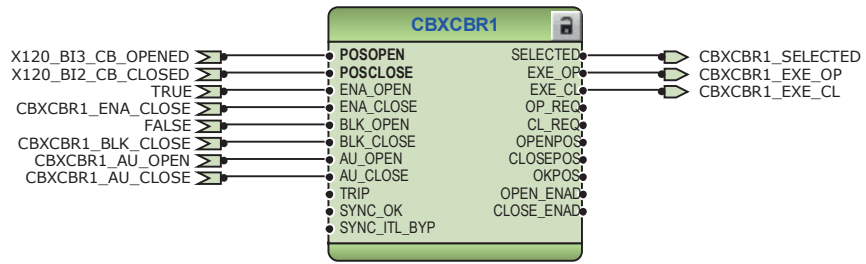 CBXCBR1
X120_BI3_CB_OPENED POSOPEN SELECTED CBXCBR1_SELECTED
X120_BI2_CB_CLOSED POSCLOSE EXE_OP CBXCBR1_EXE_OP
TRUE ENA_OPEN EXE_CL CBXCBR1_EXE_CL
CBXCBR1_ENA_CLOSE ENA_CLOSE OP_REQ
FALSE BLK_OPEN CL_REQ
CBXCBR1_BLK_CLOSE BLK_CLOSE OPENPOS
CBXCBR1_AU_OPEN AU_OPEN CLOSEPOS
CBXCBR1_AU_CLOSE AU_CLOSE OKPOS
TRIP OPEN_ENAD
SYNC_OK CLOSE_ENAD
SYNC_ITL_BYP